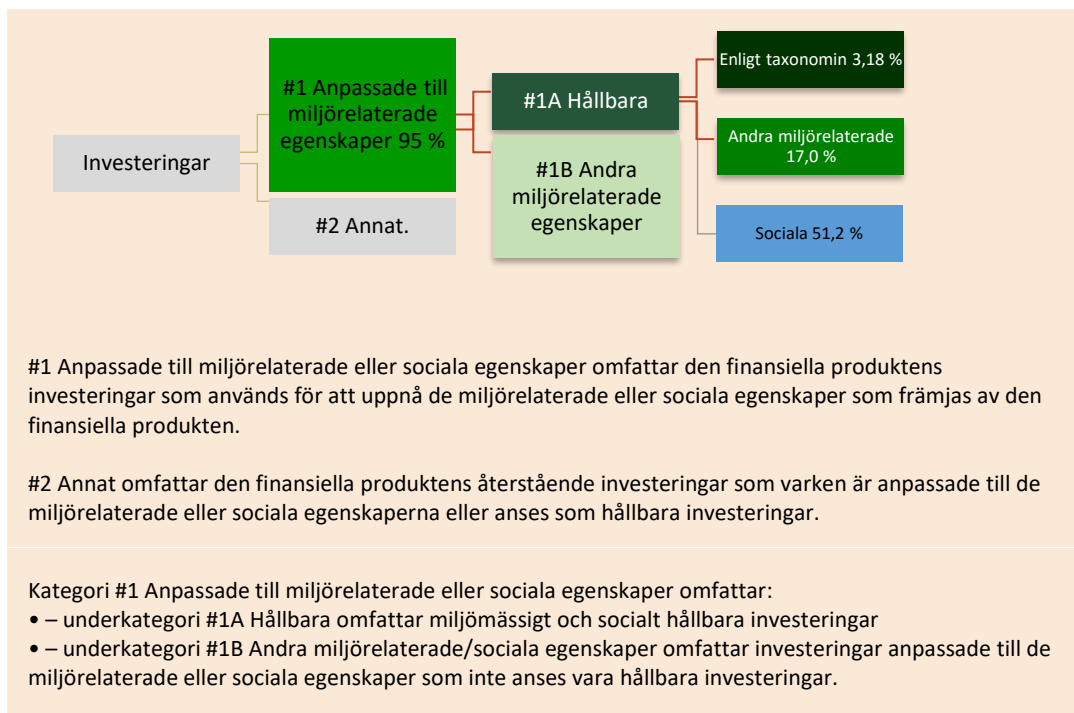 Investeringar
#1 Anpassade till
miljörelaterade
egenskaper 95 %
#2 Annat.
#1A Hållbara
#1B Andra
miljörelaterade
egenskaper
Enligt taxonomin 3,18 %
Andra miljörelaterade
17,0 %
Sociala 51,2 %
#1 Anpassade till miljörelaterade eller sociala egenskaper omfattar den finansiella produktens
investeringar som används för att uppnå de miljörelaterade eller sociala egenskaper som främjas av den
finansiella produkten.
#2 Annat omfattar den finansiella produktens återstående investeringar som varken är anpassade till de
miljörelaterade eller sociala egenskaperna eller anses som hållbara investeringar.
Kategori #1 Anpassade till miljörelaterade eller sociala egenskaper omfattar:
• – underkategori #1A Hållbara omfattar miljömässigt och socialt hållbara investeringar
• – underkategori #1B Andra miljörelaterade/sociala egenskaper omfattar investeringar anpassade till de
miljörelaterade eller sociala egenskaper som inte anses vara hållbara investeringar.